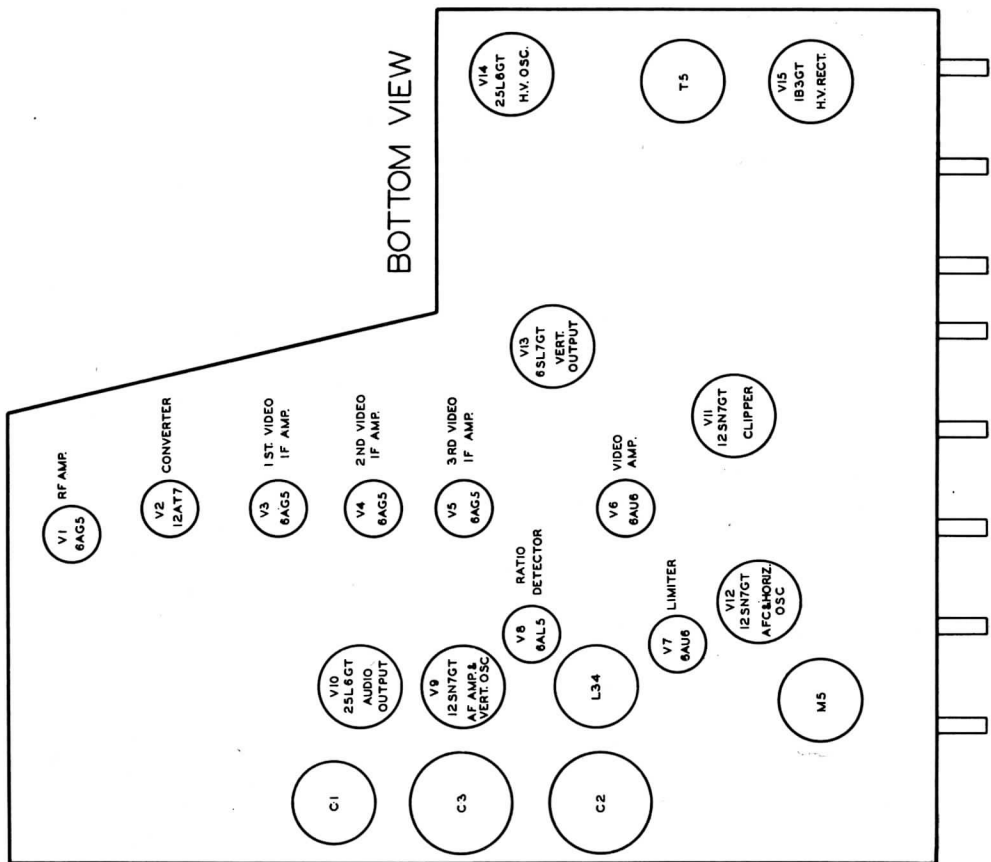 BOTTOM VIEW
V14
25L6GT
H.V. OSC.
T5
V15
1B3GT
H.V. RECT.
V13
6SL7GT
VERT.
OUTPUT
V11
12SN7GT
CLIPPER
RF AMP.
V1
6AG5
CONVERTER
V2
12AT7
1ST. VIDEO
IF AMP.
V3
6AG5
2ND VIDEO
IF AMP.
V4
6AG5
3RD VIDEO
IF AMP.
V5
6AG5
VIDEO
AMP.
V6
6AU6
RATIO
DETECTOR
V8
6AL5
LIMITER
V7
6AU6
V12
12SN7GT
AFC & HORIZ.
OSC
V10
25L6GT
AUDIO
OUTPUT
V9
12SN7GT
AF AMP. &
VERT. OSC
L34
M5
C1
C3
C2